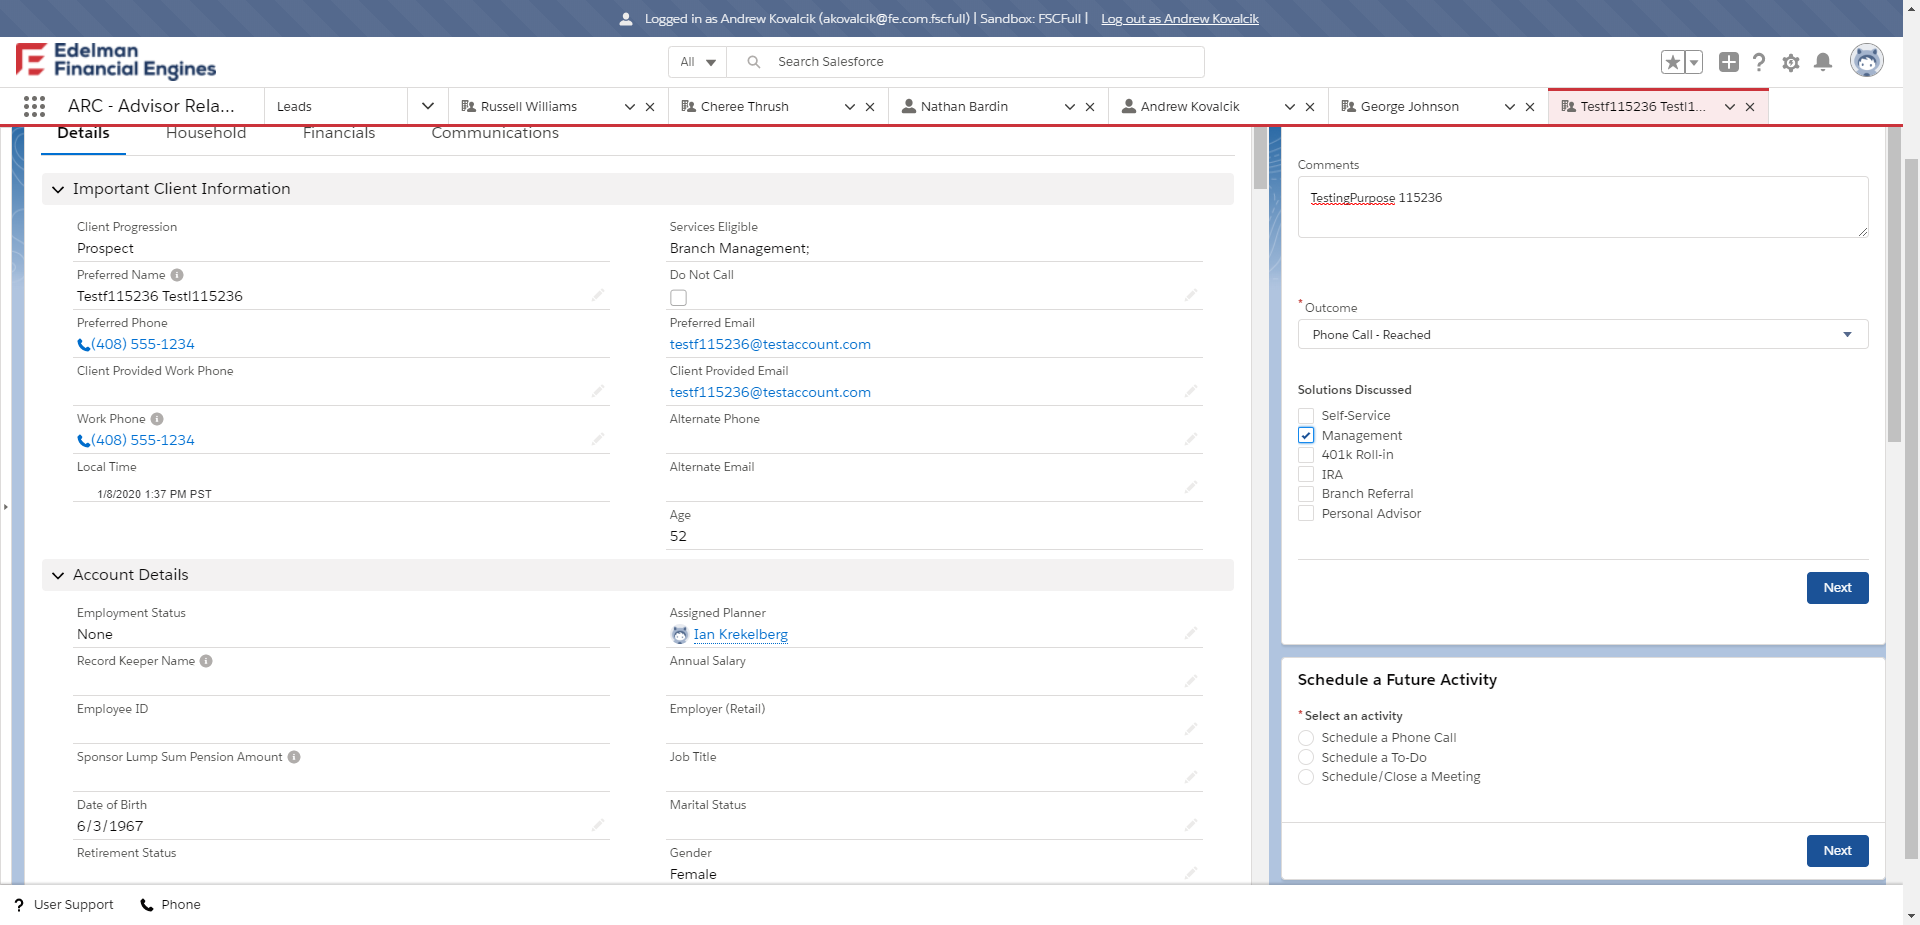 Logged in as Andrew Kovalcik (akovalcik@fe.com.fscfull) | Sandbox: FSCFull | Log out as Andrew Kovalcik
Edelman
Financial Engines
All
Search Salesforce
ARC - Advisor Rela...
Leads
Russell Williams
Cheree Thrush
Nathan Bardin
Andrew Kovalcik
George Johnson
Testf115236 Testl1...
Details
Household
Financials
Communications
Important Client Information
Client Progression
Prospect
Services Eligible
Branch Management;
Preferred Name
Testf115236 Testl115236
Do Not Call
Preferred Phone
(408) 555-1234
Preferred Email
testf115236@testaccount.com
Client Provided Work Phone
Client Provided Email
testf115236@testaccount.com
Work Phone
(408) 555-1234
Alternate Phone
Local Time
1/8/2020 1:37 PM PST
Alternate Email
Age
52
Account Details
Employment Status
None
Assigned Planner
Ian Krekelberg
Record Keeper Name
Annual Salary
Employee ID
Employer (Retail)
Sponsor Lump Sum Pension Amount
Job Title
Date of Birth
6/3/1967
Marital Status
Retirement Status
Gender
Female
Comments
TestingPurpose 115236
* Outcome
Phone Call - Reached
Solutions Discussed
Self-Service
Management
401k Roll-in
IRA
Branch Referral
Personal Advisor
Next
Schedule a Future Activity
* Select an activity
Schedule a Phone Call
Schedule a To-Do
Schedule/Close a Meeting
Next
? User Support
Phone